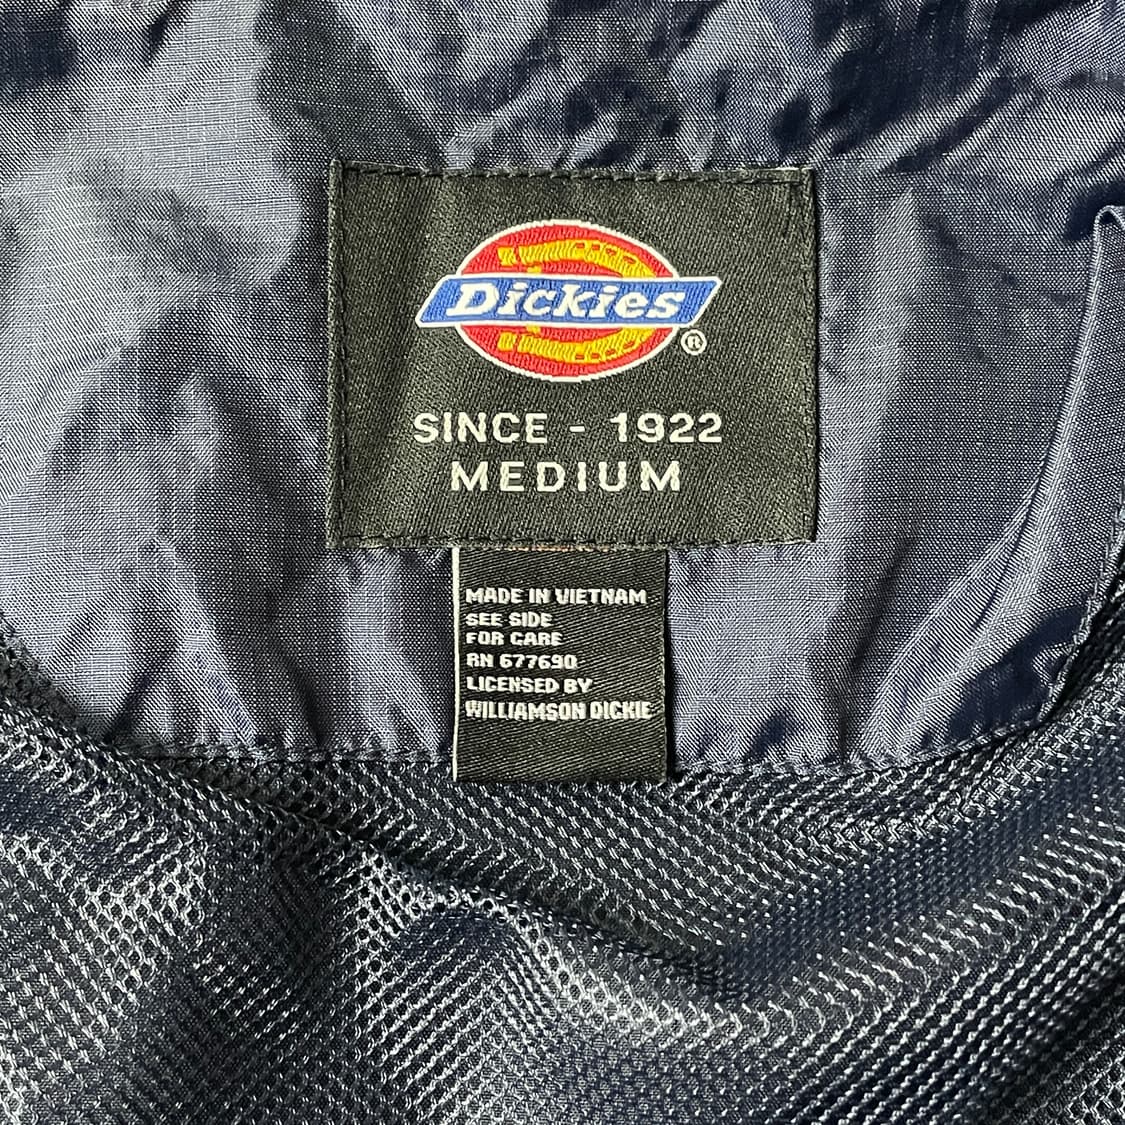 Dickies®
SINCE - 1922
MEDIUM
MADE IN VIETNAM
SEE SIDE
FOR CARE
RN 677690
LICENSED BY
WILLIAMSON DICKIE